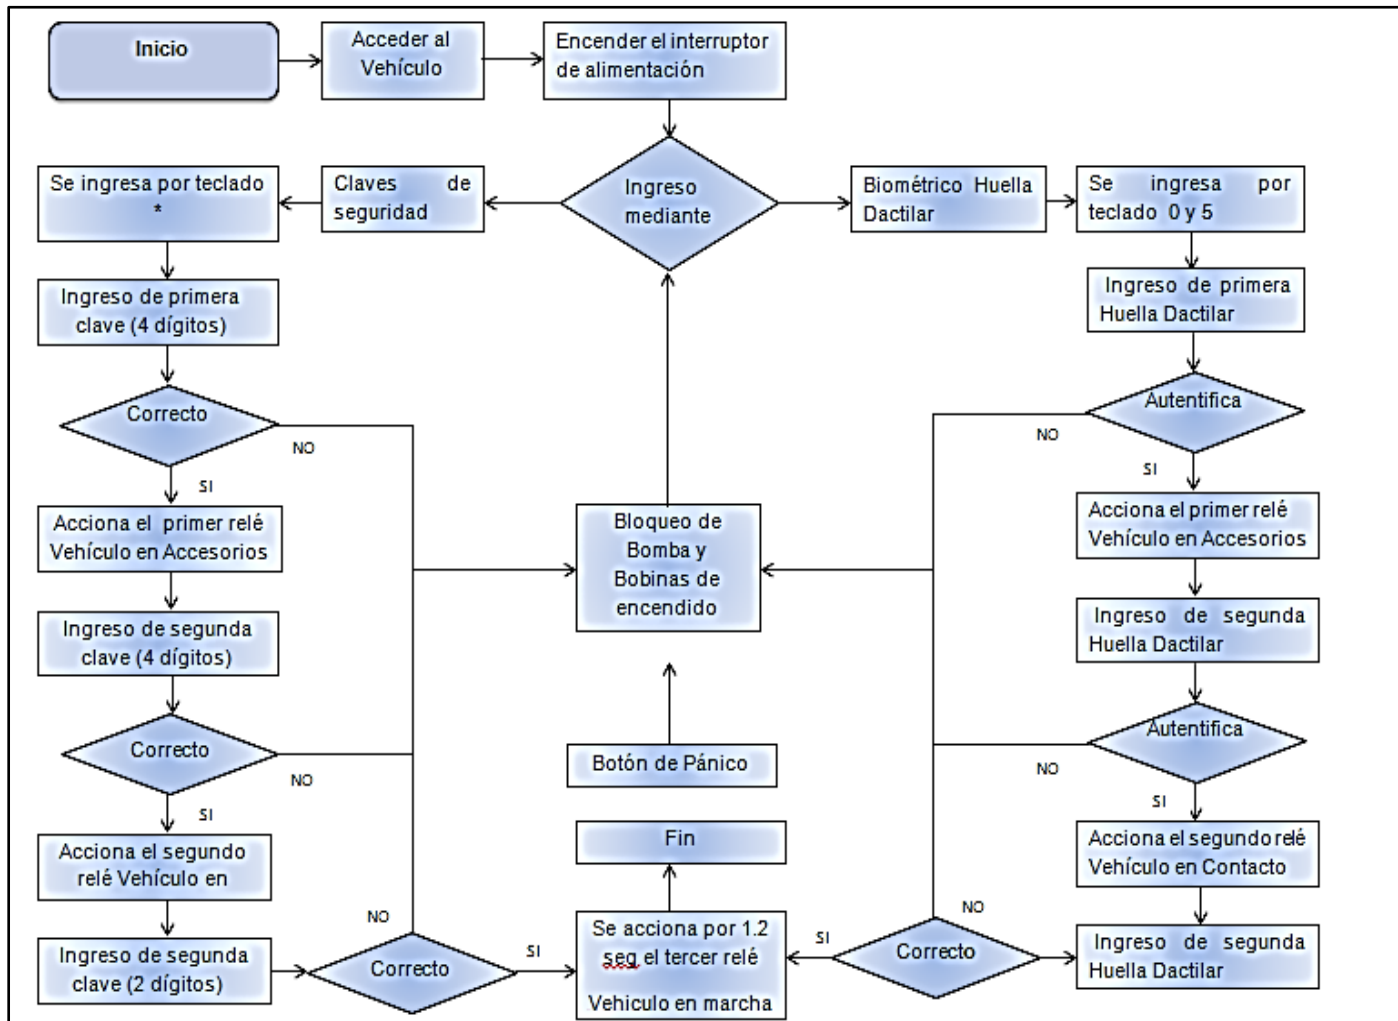 Inicio
Acceder al
Vehículo
Encender el interruptor
de alimentación
Se ingresa por teclado
*
Claves de
seguridad
Ingreso
mediante
Biométrico Huella
Dactilar
Se ingresa por
teclado 0 y 5
Ingreso de primera
clave (4 dígitos)
Ingreso de primera
Huella Dactilar
Correcto
NO
SI
Autentifica
NO
SI
Acciona el primer relé
Vehículo en Accesorios
Bloqueo de
Bomba y
Bobinas de
encendido
Acciona el primer relé
Vehículo en Accesorios
Ingreso de segunda
clave (4 dígitos)
Ingreso de segunda
Huella Dactilar
Correcto
NO
SI
Botón de Pánico
Autentifica
NO
SI
Acciona el segundo
relé Vehículo en
Fin
Acciona el segundo relé
Vehículo en Contacto
Ingreso de segunda
clave (2 dígitos)
NO
Correcto
SI
Se acciona por 1.2
seg el tercer relé
Vehiculo en marcha
SI
Correcto
NO
Ingreso de segunda
Huella Dactilar